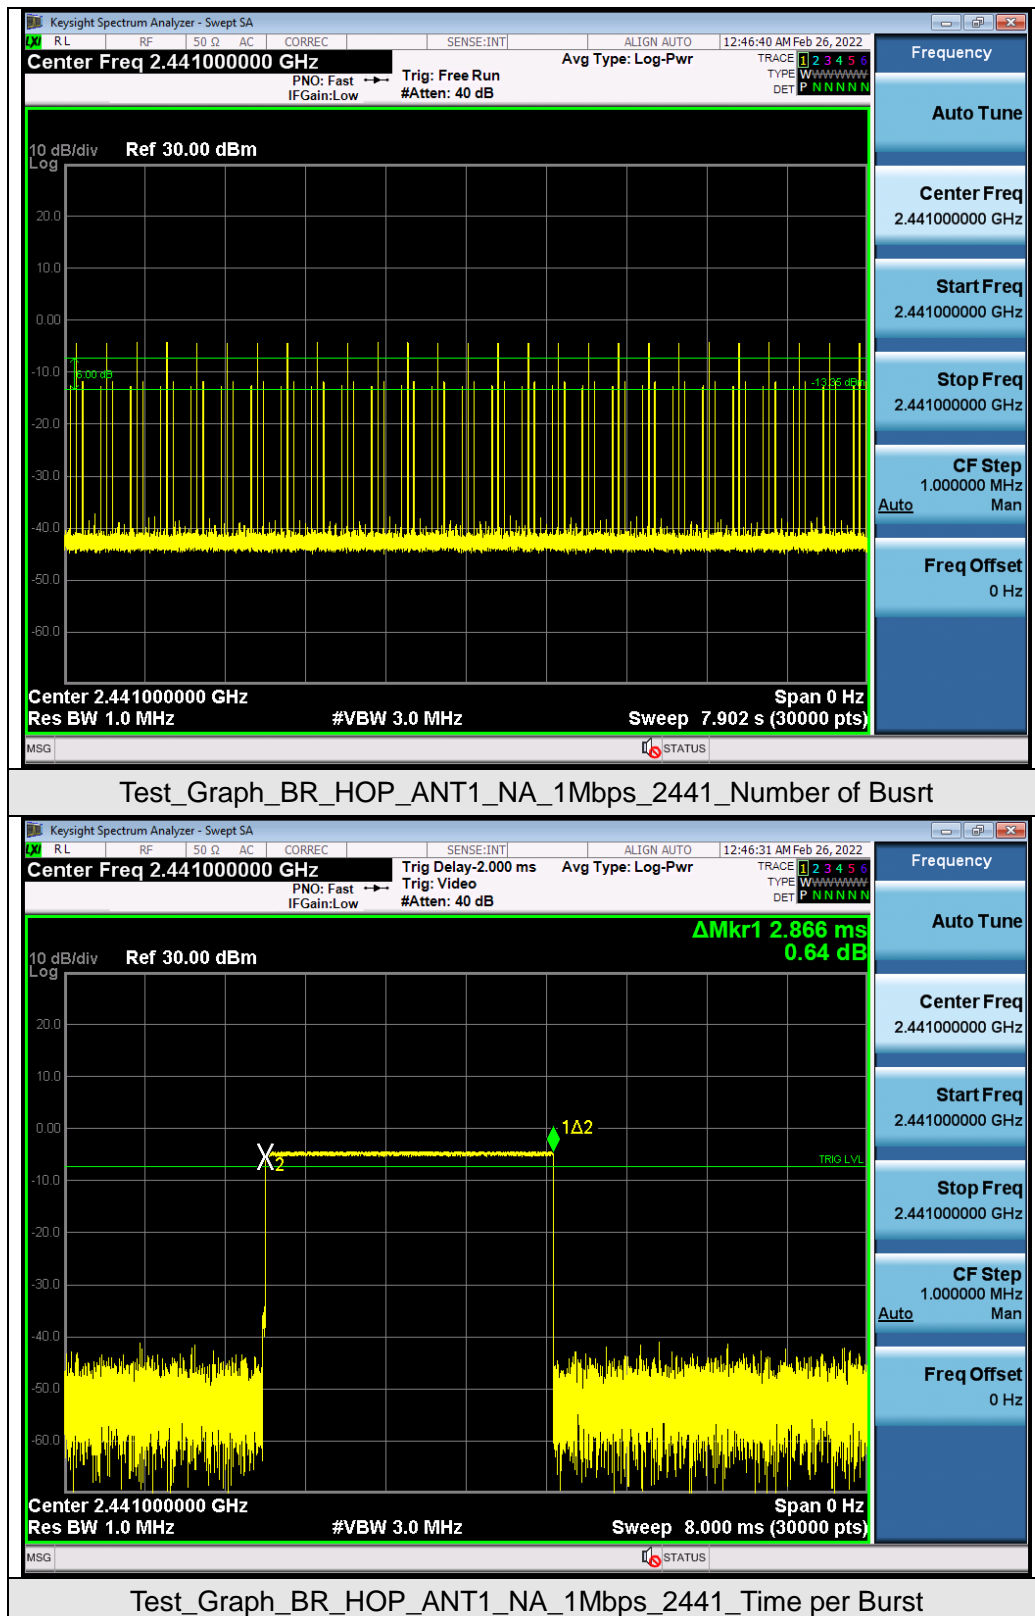 Keysight Spectrum Analyzer - Swept SA
LXI RL RF 50 Ω AC CORREC SENSE:INT ALIGN AUTO 12:46:40 AM Feb 26, 2022
Center Freq 2.441000000 GHz
PNO: Fast
IFGain:Low
Trig: Free Run
#Atten: 40 dB
Avg Type: Log-Pwr
TRACE 1 2 3 4 5 6
TYPE WWWWWW
DET P N N N N N
10 dB/div Ref 30.00 dBm
Log
20.0
10.0
0.00
-10.0
6.00 dB
-13.35 dBm
-20.0
-30.0
-40.0
-50.0
-60.0
Center 2.441000000 GHz Span 0 Hz
Res BW 1.0 MHz #VBW 3.0 MHz Sweep 7.902 s (30000 pts)
MSG STATUS
Frequency
Auto Tune
Center Freq
2.441000000 GHz
Start Freq
2.441000000 GHz
Stop Freq
2.441000000 GHz
CF Step
1.000000 MHz
Auto Man
Freq Offset
0 Hz
Test_Graph_BR_HOP_ANT1_NA_1Mbps_2441_Number of Busrt
Keysight Spectrum Analyzer - Swept SA
LXI RL RF 50 Ω AC CORREC SENSE:INT ALIGN AUTO 12:46:31 AM Feb 26, 2022
Center Freq 2.441000000 GHz
PNO: Fast
IFGain:Low
Trig Delay-2.000 ms
Trig: Video
#Atten: 40 dB
Avg Type: Log-Pwr
TRACE 1 2 3 4 5 6
TYPE WWWWWW
DET P N N N N N
ΔMkr1 2.866 ms
0.64 dB
10 dB/div Ref 30.00 dBm
Log
20.0
10.0
0.00
1Δ2
X2
TRIG LVL
-10.0
-20.0
-30.0
-40.0
-50.0
-60.0
Center 2.441000000 GHz Span 0 Hz
Res BW 1.0 MHz #VBW 3.0 MHz Sweep 8.000 ms (30000 pts)
MSG STATUS
Frequency
Auto Tune
Center Freq
2.441000000 GHz
Start Freq
2.441000000 GHz
Stop Freq
2.441000000 GHz
CF Step
1.000000 MHz
Auto Man
Freq Offset
0 Hz
Test_Graph_BR_HOP_ANT1_NA_1Mbps_2441_Time per Burst